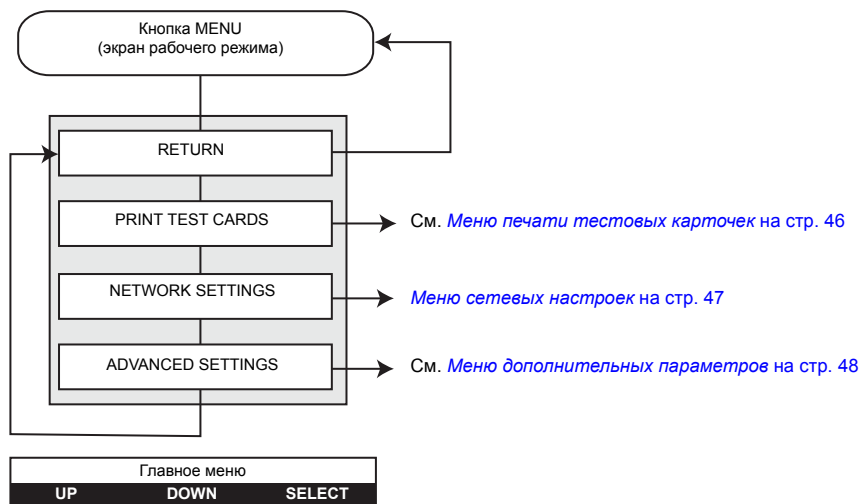 Кнопка MENU
(экран рабочего режима)
RETURN
PRINT TEST CARDS
См. Меню печати тестовых карточек на стр. 46
NETWORK SETTINGS
Меню сетевых настроек на стр. 47
ADVANCED SETTINGS
См. Меню дополнительных параметров на стр. 48
Главное меню
UP DOWN SELECT